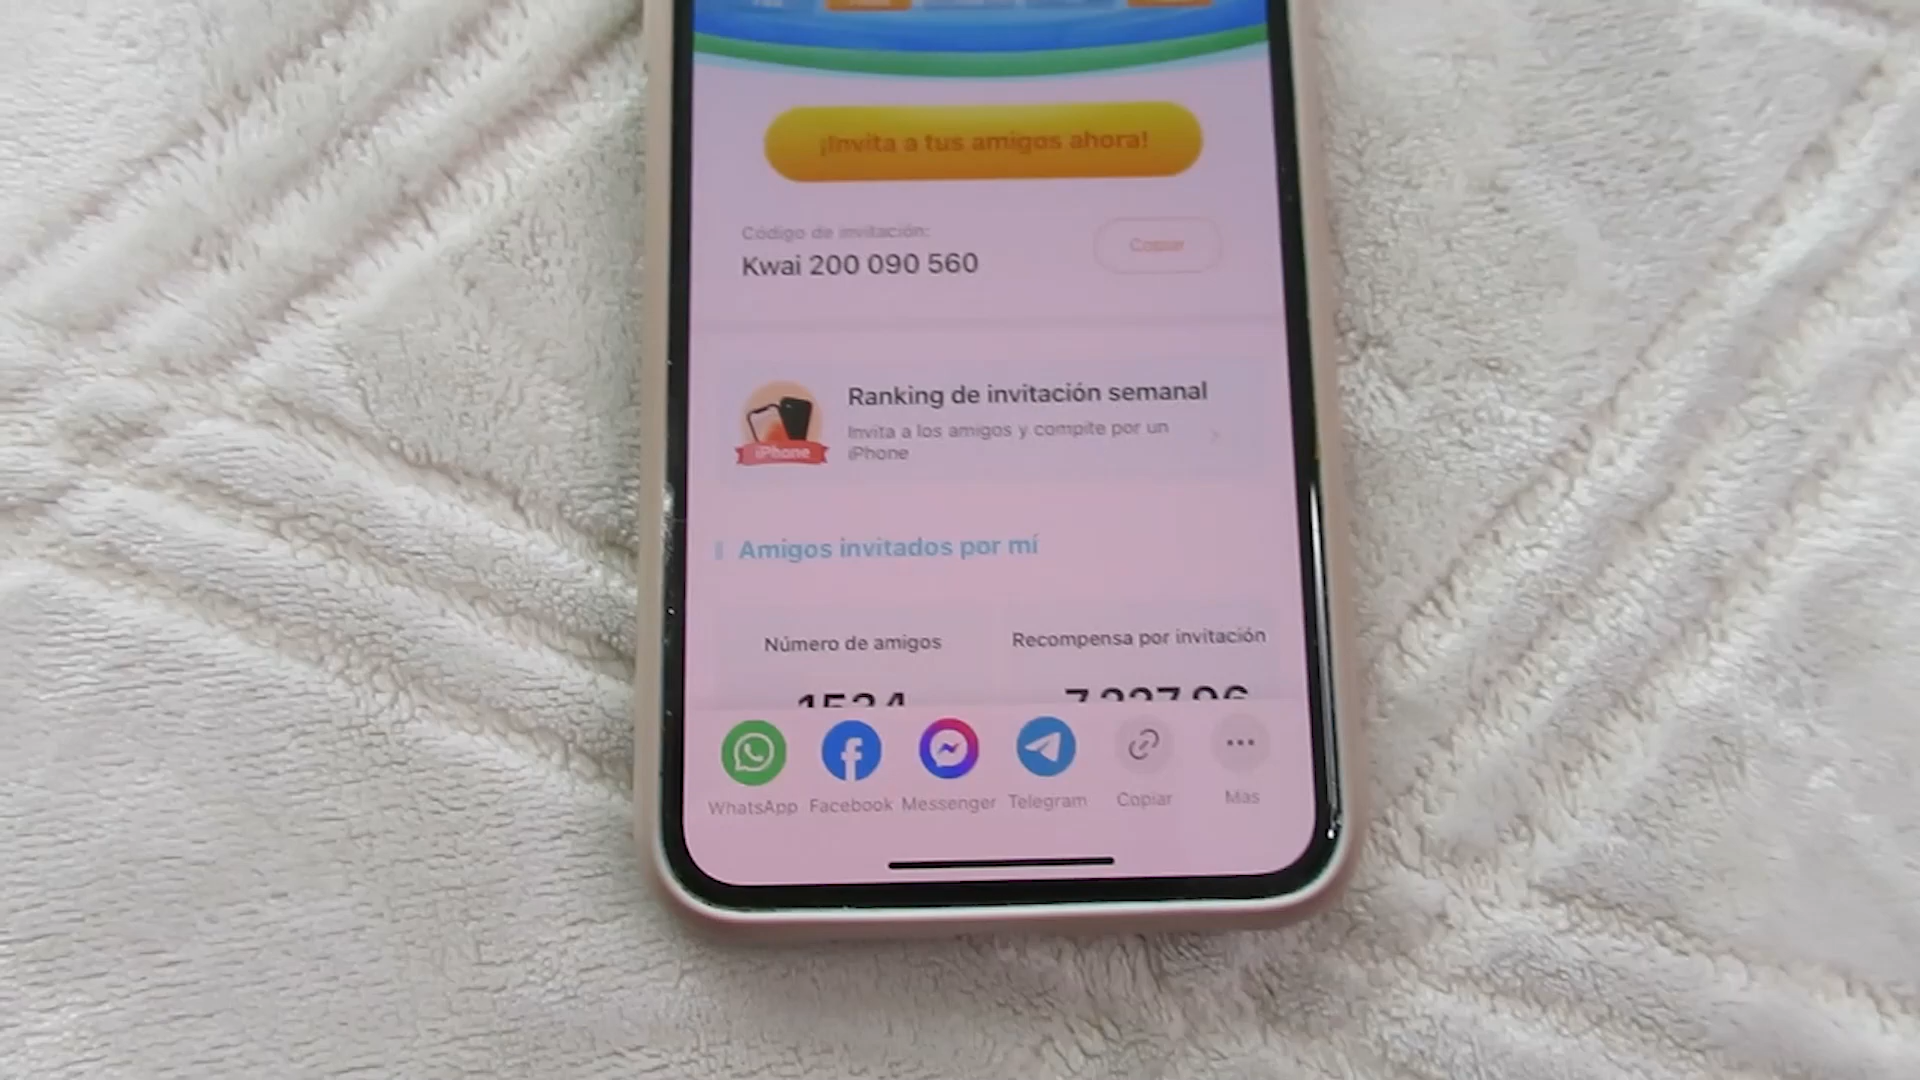 ¡Invita a tus amigos ahora!
Código de invitación:
Kwai 200 090 560
Copiar
Ranking de invitación semanal
Invita a los amigos y compite por un
iPhone
iPhone
Amigos invitados por mí
Número de amigos
Recompensa por invitación
WhatsApp
Facebook
Messenger
Telegram
Copiar
Mas